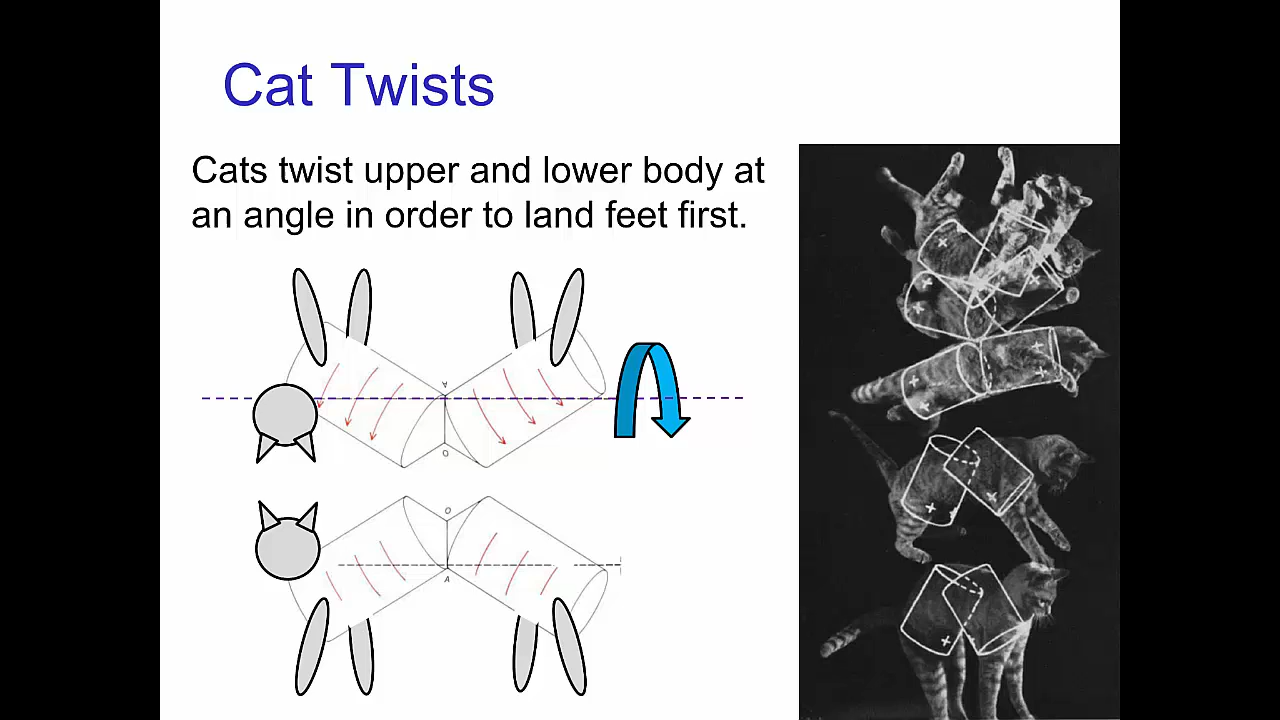 Cat Twists
Cats twist upper and lower body at
an angle in order to land feet first.
A
O
O
A